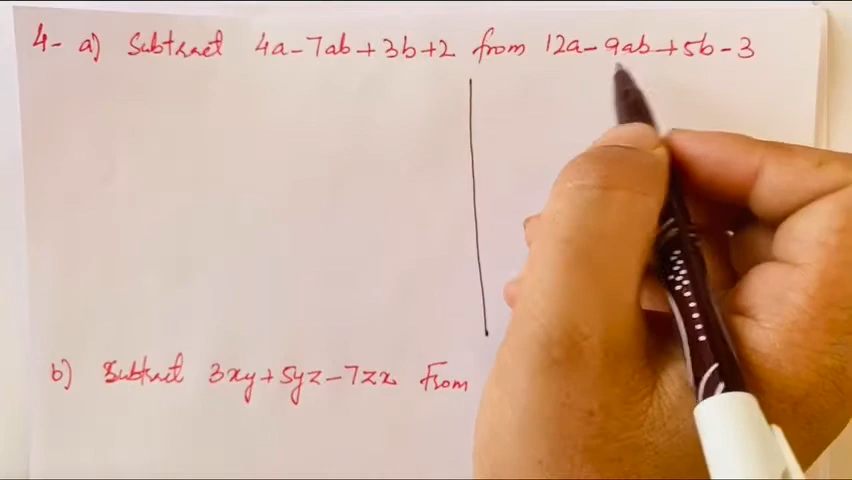 4- a) Subtract 4a-7ab+3b+2 from 12a-9ab+5b-3
b) Subtract 3xy+5yz-7zx From